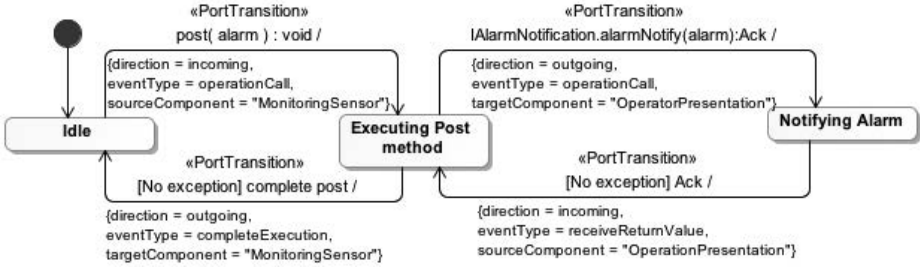 «PortTransition»
post( alarm ) : void /
{direction = incoming,
eventType = operationCall,
sourceComponent = "MonitoringSensor"}
«PortTransition»
IAlarmNotification.alarmNotify(alarm):Ack /
{direction = outgoing,
eventType = operationCall,
targetComponent = "OperatorPresentation"}
Idle
Executing Post
method
Notifying Alarm
«PortTransition»
[No exception] complete post /
{direction = outgoing,
eventType = completeExecution,
targetComponent = "MonitoringSensor"}
«PortTransition»
[No exception] Ack /
{direction = incoming,
eventType = receiveReturnValue,
sourceComponent = "OperationPresentation"}